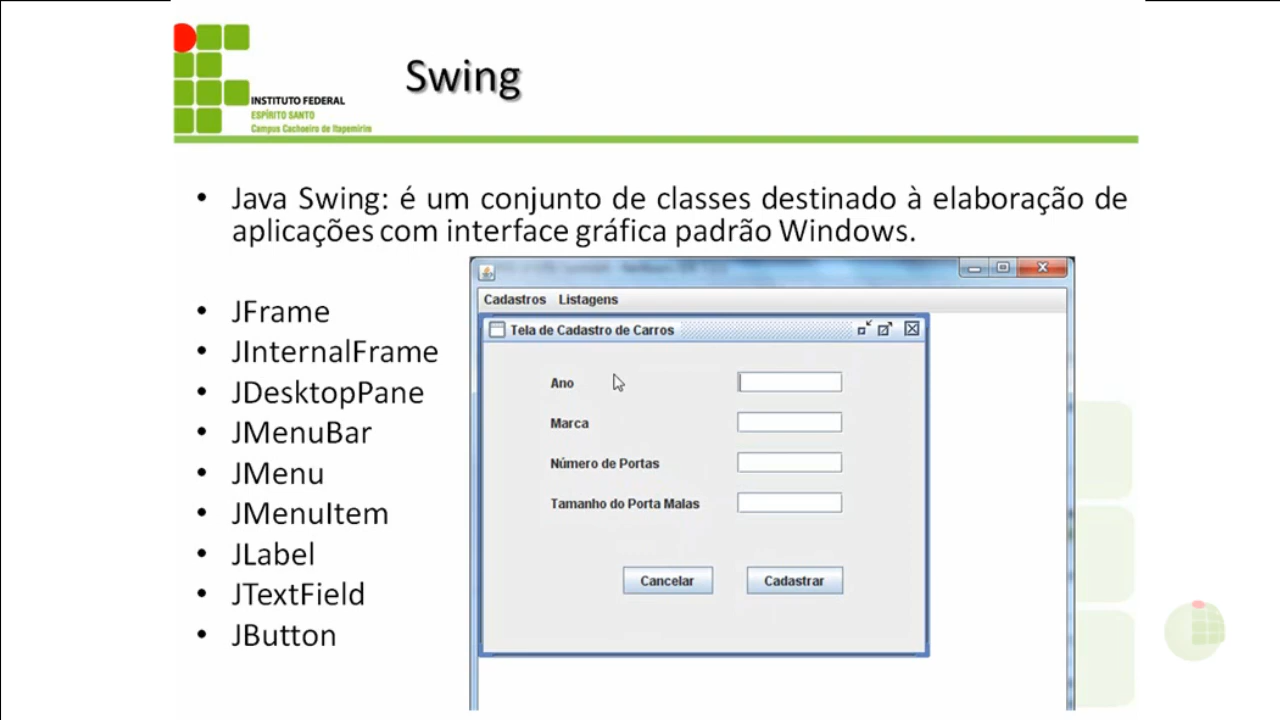 INSTITUTO FEDERAL
ESPÍRITO SANTO
Campus Cachoeiro de Itapemirim
Swing
• Java Swing: é um conjunto de classes destinado à elaboração de
aplicações com interface gráfica padrão Windows.
• JFrame
• JInternalFrame
• JDesktopPane
• JMenuBar
• JMenu
• JMenuItem
• JLabel
• JTextField
• JButton
Cadastros Listagens
Tela de Cadastro de Carros
Ano
Marca
Número de Portas
Tamanho do Porta Malas
Cancelar Cadastrar